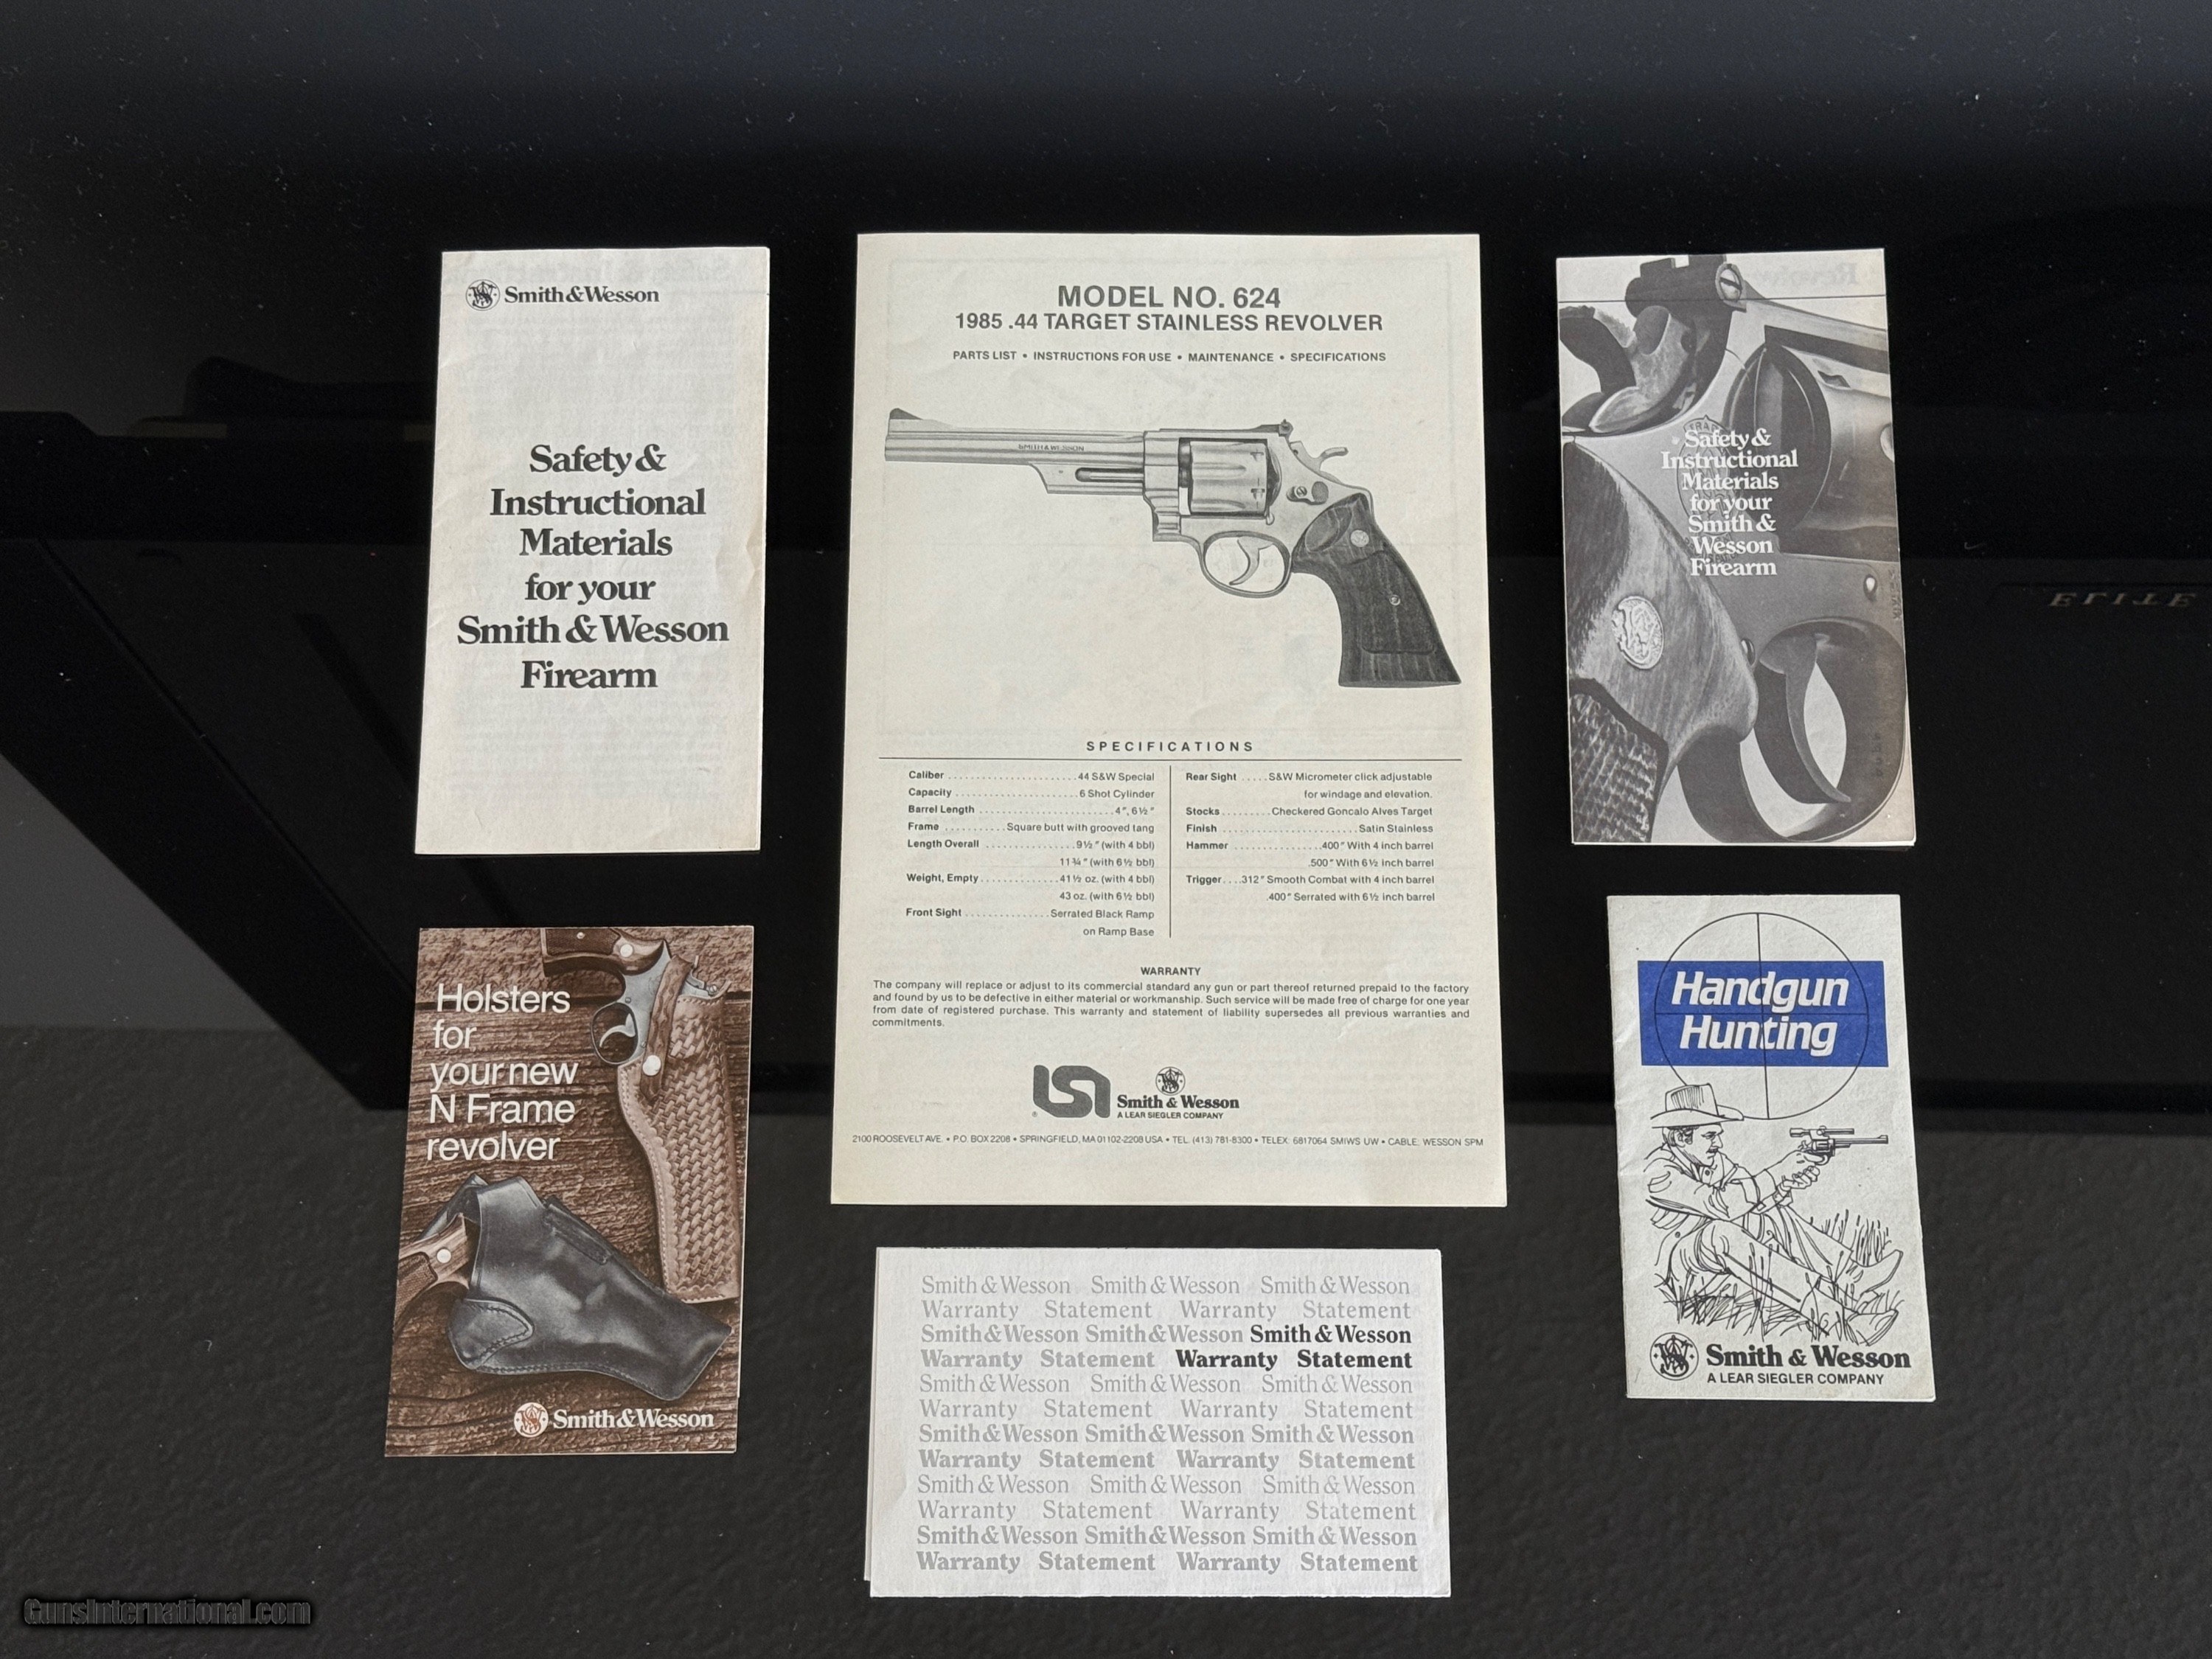 Smith & Wesson
Safety &
Instructional
Materials
for your
Smith & Wesson
Firearm
MODEL NO. 624
1985 .44 TARGET STAINLESS REVOLVER
PARTS LIST • INSTRUCTIONS FOR USE • MAINTENANCE • SPECIFICATIONS
SMITH & WESSON
SPECIFICATIONS
Caliber . . . . . . . . . . . . . . . . . . . . . . 44 S&W Special
Capacity . . . . . . . . . . . . . . . . . . . . . 6 Shot Cylinder
Barrel Length . . . . . . . . . . . . . . . . . . . . . . . 4", 6½"
Frame . . . . . . . . . . Square butt with grooved tang
Length Overall . . . . . . . . . . . . . . . 9½" (with 4 bbl)
11¾" (with 6½ bbl)
Weight, Empty . . . . . . . . . . . . . 41½ oz. (with 4 bbl)
43 oz. (with 6½ bbl)
Front Sight . . . . . . . . . . . . . . Serrated Black Ramp
on Ramp Base
Rear Sight . . . . . S&W Micrometer click adjustable
for windage and elevation.
Stocks . . . . . . . . Checkered Goncalo Alves Target
Finish . . . . . . . . . . . . . . . . . . . . . . . Satin Stainless
Hammer . . . . . . . . . . . . . . .400" With 4 inch barrel
.500" With 6½ inch barrel
Trigger . . . .312" Smooth Combat with 4 inch barrel
.400" Serrated with 6½ inch barrel
WARRANTY
The company will replace or adjust to its commercial standard any gun or part thereof returned prepaid to the factory
and found by us to be defective in either material or workmanship. Such service will be made free of charge for one year
from date of registered purchase. This warranty and statement of liability supersedes all previous warranties and
commitments.
Smith & Wesson
A LEAR SIEGLER COMPANY
2100 ROOSEVELT AVE. • P.O. BOX 2208 • SPRINGFIELD, MA 01102-2208 USA • TEL. (413) 781-8300 • TELEX: 6817064 SMIWS UW • CABLE: WESSON SPM
Safety &
Instructional
Materials
for your
Smith &
Wesson
Firearm
Holsters
for
your new
N Frame
revolver
Smith & Wesson
Smith & Wesson Smith & Wesson Smith & Wesson
Warranty Statement Warranty Statement
Smith & Wesson Smith & Wesson Smith & Wesson
Warranty Statement Warranty Statement
Smith & Wesson Smith & Wesson Smith & Wesson
Warranty Statement Warranty Statement
Smith & Wesson Smith & Wesson Smith & Wesson
Warranty Statement Warranty Statement
Smith & Wesson Smith & Wesson Smith & Wesson
Warranty Statement Warranty Statement
Smith & Wesson Smith & Wesson Smith & Wesson
Warranty Statement Warranty Statement
Handgun
Hunting
Smith & Wesson
A LEAR SIEGLER COMPANY
GunsInternational.com